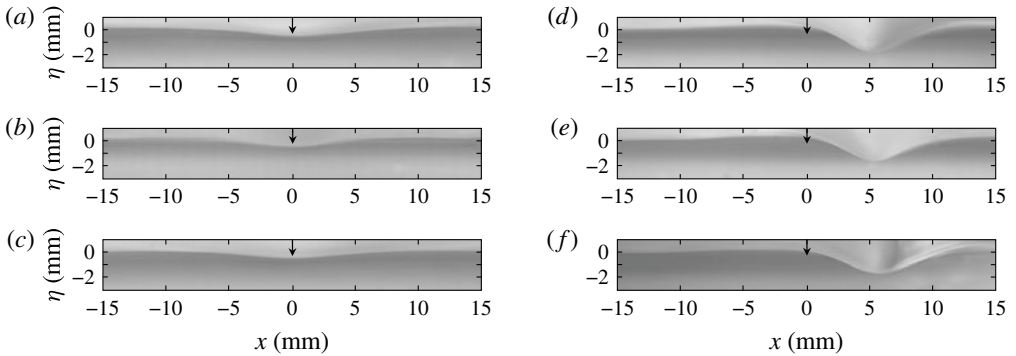 (a) η (mm) 0 −2
−15 −10 −5 0 5 10 15
(d) 0 −2
−15 −10 −5 0 5 10 15
(b) η (mm) 0 −2
−15 −10 −5 0 5 10 15
(e) 0 −2
−15 −10 −5 0 5 10 15
(c) η (mm) 0 −2
−15 −10 −5 0 5 10 15
x (mm)
(f) 0 −2
−15 −10 −5 0 5 10 15
x (mm)